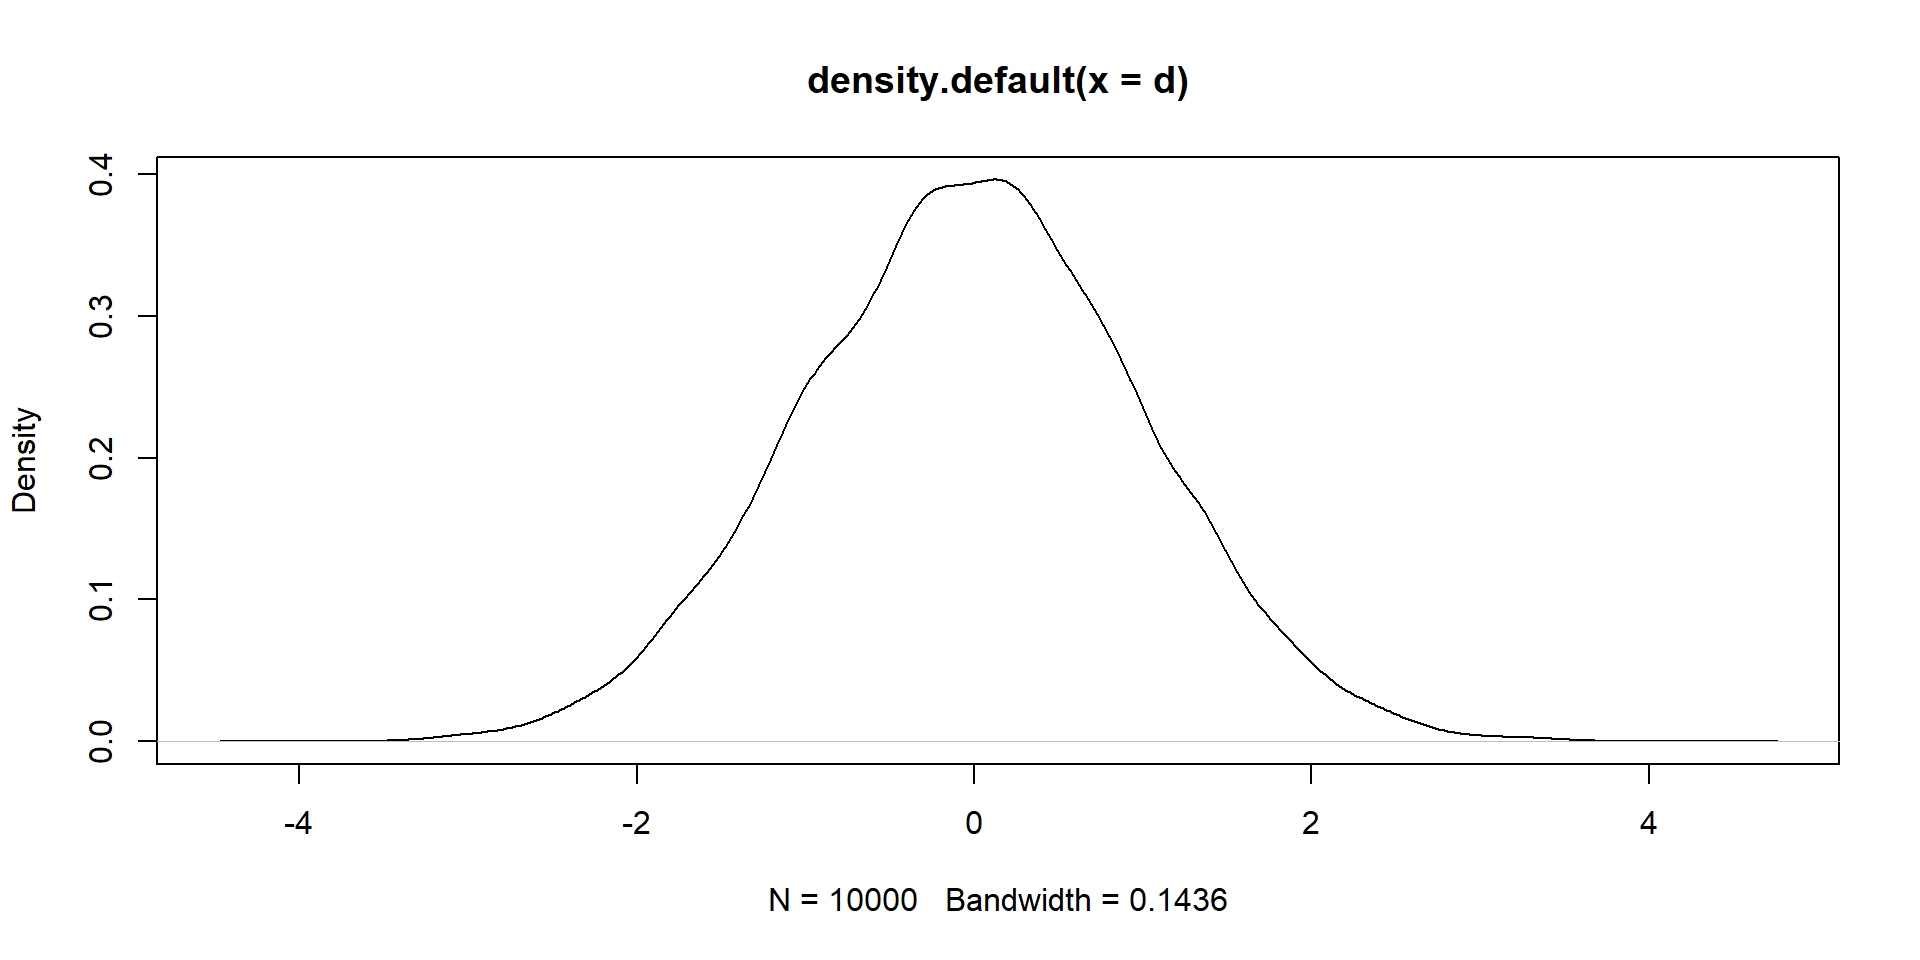 density.default(x = d)
Density
0.4
0.3
0.2
0.1
0.0
-4 -2 0 2 4
N = 10000 Bandwidth = 0.1436